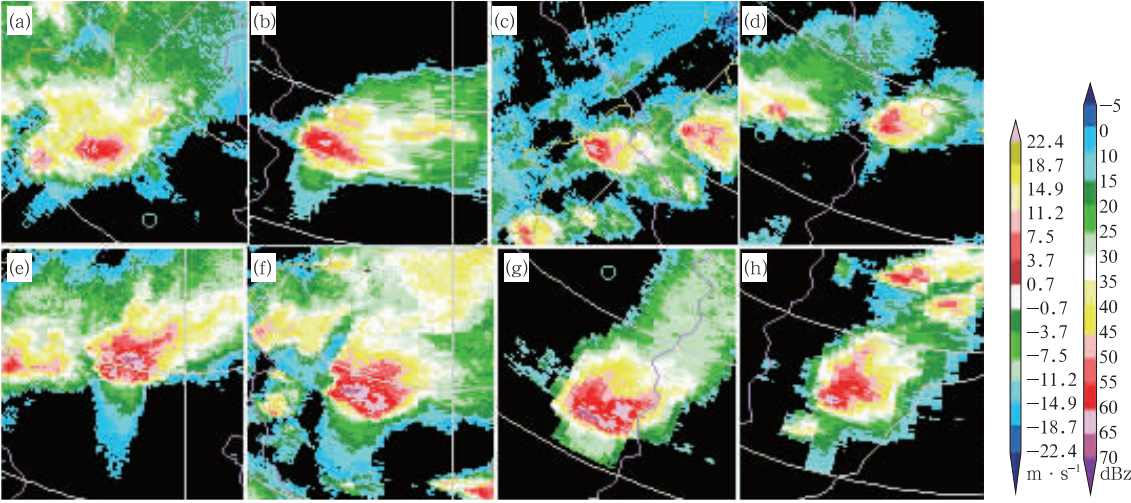 (a)
(b)
(c)
(d)
(e)
(f)
(g)
(h)
22.4
18.7
14.9
11.2
7.5
3.7
0.7
−0.7
−3.7
−7.5
−11.2
−14.9
−18.7
−22.4
m · s⁻¹
−5
0
10
15
20
25
30
35
40
45
50
55
60
65
70
dBz